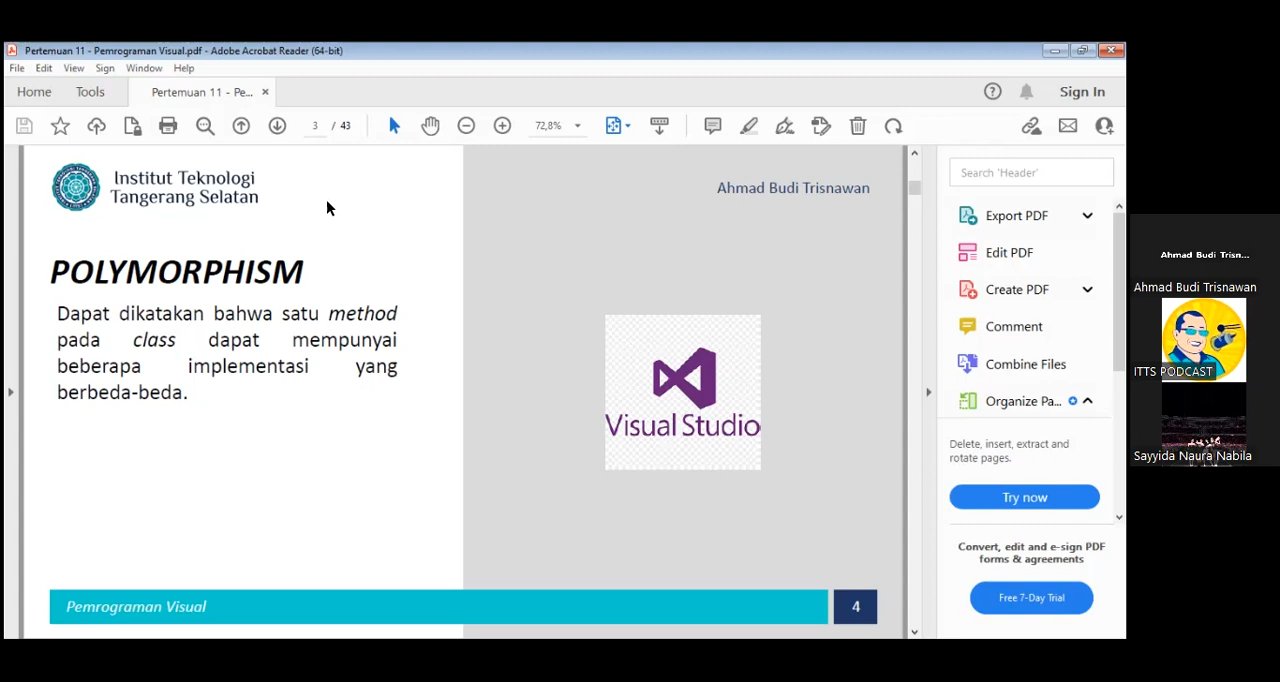 Pertemuan 11 - Pemrograman Visual.pdf - Adobe Acrobat Reader (64-bit)
File Edit View Sign Window Help
Home Tools Pertemuan 11 - Pe... ×
Sign In
3 / 43
72,8%
Institut Teknologi
Tangerang Selatan
Ahmad Budi Trisnawan
POLYMORPHISM
Dapat dikatakan bahwa satu method
pada class dapat mempunyai
beberapa implementasi yang
berbeda-beda.
Visual Studio
Pemrograman Visual
4
Search 'Header'
Export PDF
Edit PDF
Create PDF
Comment
Combine Files
Organize Pa...
Delete, insert, extract and
rotate pages.
Try now
Convert, edit and e-sign PDF
forms & agreements
Free 7-Day Trial
Ahmad Budi Trisn...
Ahmad Budi Trisnawan
ITTS PODCAST
Sayyida Naura Nabila